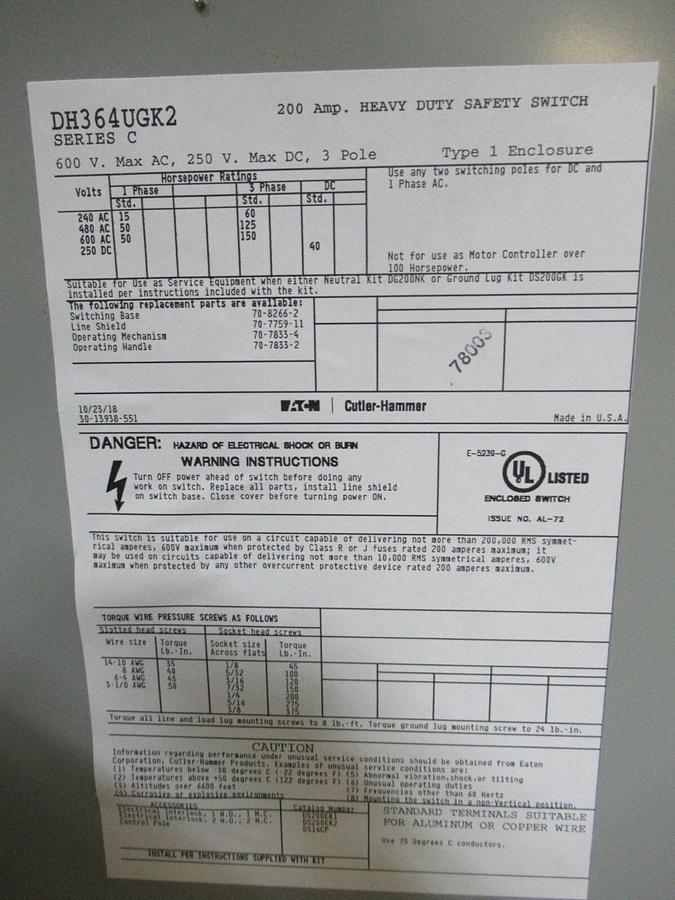 DH364UGK2
200 Amp. HEAVY DUTY SAFETY SWITCH
SERIES C
600 V. Max AC, 250 V. Max DC, 3 Pole
Type 1 Enclosure
Horsepower Ratings
Volts 1 Phase 3 Phase DC
Std. Std. Std.
240 AC 15 60
480 AC 50 125
600 AC 50 150
250 DC 40
Use any two switching poles for DC and
1 Phase AC.
Not for use as Motor Controller over
100 Horsepower.
Suitable for Use as Service Equipment when either Neutral Kit DG200NK or Ground Lug Kit DS200GK is
installed per instructions included with the kit.
The following replacement parts are available:
Switching Base 70-8266-2
Line Shield 70-7759-11
Operating Mechanism 70-7833-4
Operating Handle 70-7833-2
78003
10/23/18
30-13938-551
EATON Cutler-Hammer
Made in U.S.A.
DANGER: HAZARD OF ELECTRICAL SHOCK OR BURN
WARNING INSTRUCTIONS
Turn OFF power ahead of switch before doing any
work on switch. Replace all parts, install line shield
on switch base. Close cover before turning power ON.
E-5239-G
UL LISTED
ENCLOSED SWITCH
ISSUE NO. AL-72
This switch is suitable for use on a circuit capable of delivering not more than 200,000 RMS symmet-
rical amperes, 600V maximum when protected by Class R or J fuses rated 200 amperes maximum; it
may be used on circuits capable of delivering not more than 10,000 RMS symmetrical amperes, 600V
maximum when protected by any other overcurrent protective device rated 200 amperes maximum.
TORQUE WIRE PRESSURE SCREWS AS FOLLOWS
Slotted head screws Socket head screws
Wire size Torque Socket size Torque
Lb.-In. Across flats Lb.-In.
14-10 AWG 35 1/8 45
8 AWG 40 5/32 100
6-4 AWG 45 3/16 120
3-1/0 AWG 50 7/32 150
1/4 200
5/16 275
3/8 375
Torque all line and load lug mounting screws to 8 lb.-ft. Torque ground lug mounting screw to 24 lb.-in.
CAUTION
Information regarding performance under unusual service conditions should be obtained from Eaton
Corporation, Cutler-Hammer Products. Examples of unusual service conditions are:
(1) Temperatures below -30 degrees C (-22 degrees F) (5) Abnormal vibration,shock,or tilting
(2) Temperatures above +50 degrees C (122 degrees F) (6) Unusual operating duties
(3) Altitudes over 6600 feet (7) Frequencies other than 60 Hertz
(4) Corrosive or explosive environments (8) Mounting the switch in a non-Vertical position.
ACCESSORIES Catalog Number
Electrical Interlock, 1 N.O., 1 N.C. DS200EK1
Electrical Interlock, 2 N.O., 2 N.C. DS200EK2
Control Pole DS16CP
INSTALL PER INSTRUCTIONS SUPPLIED WITH KIT
STANDARD TERMINALS SUITABLE
FOR ALUMINUM OR COPPER WIRE
Use 75 Degrees C conductors.